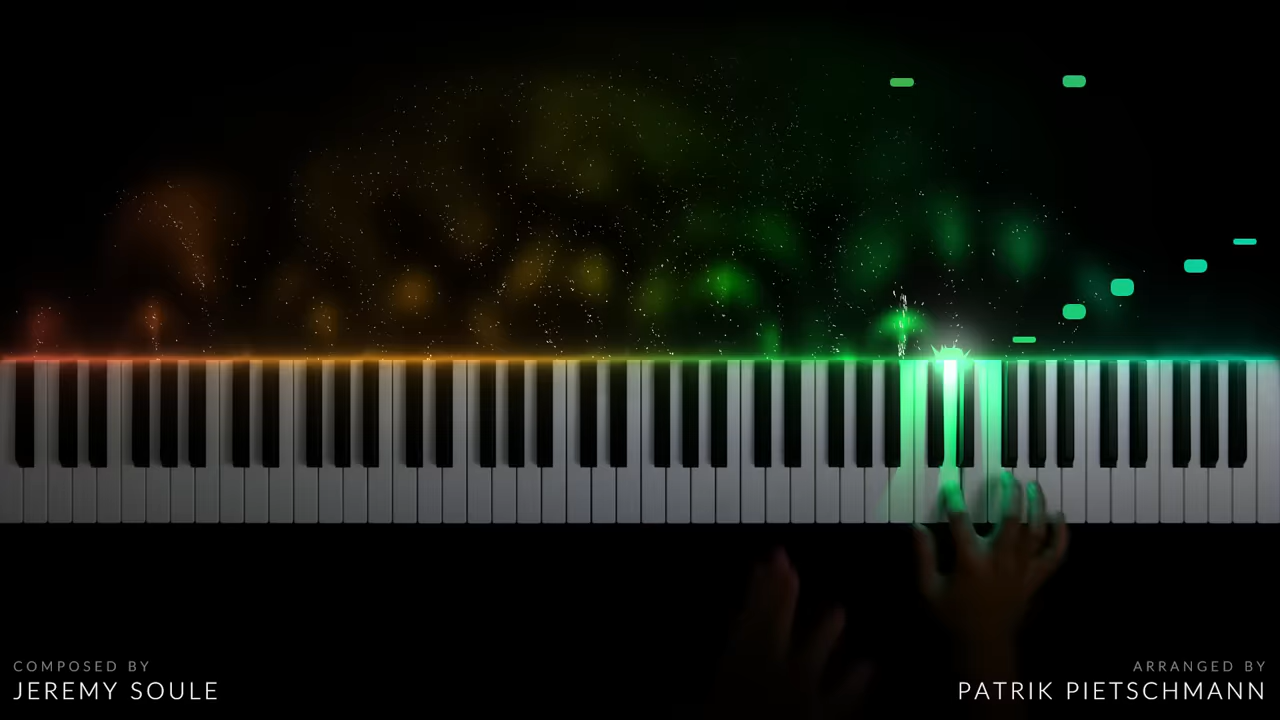 COMPOSED BY
JEREMY SOULE
ARRANGED BY
PATRIK PIETSCHMANN